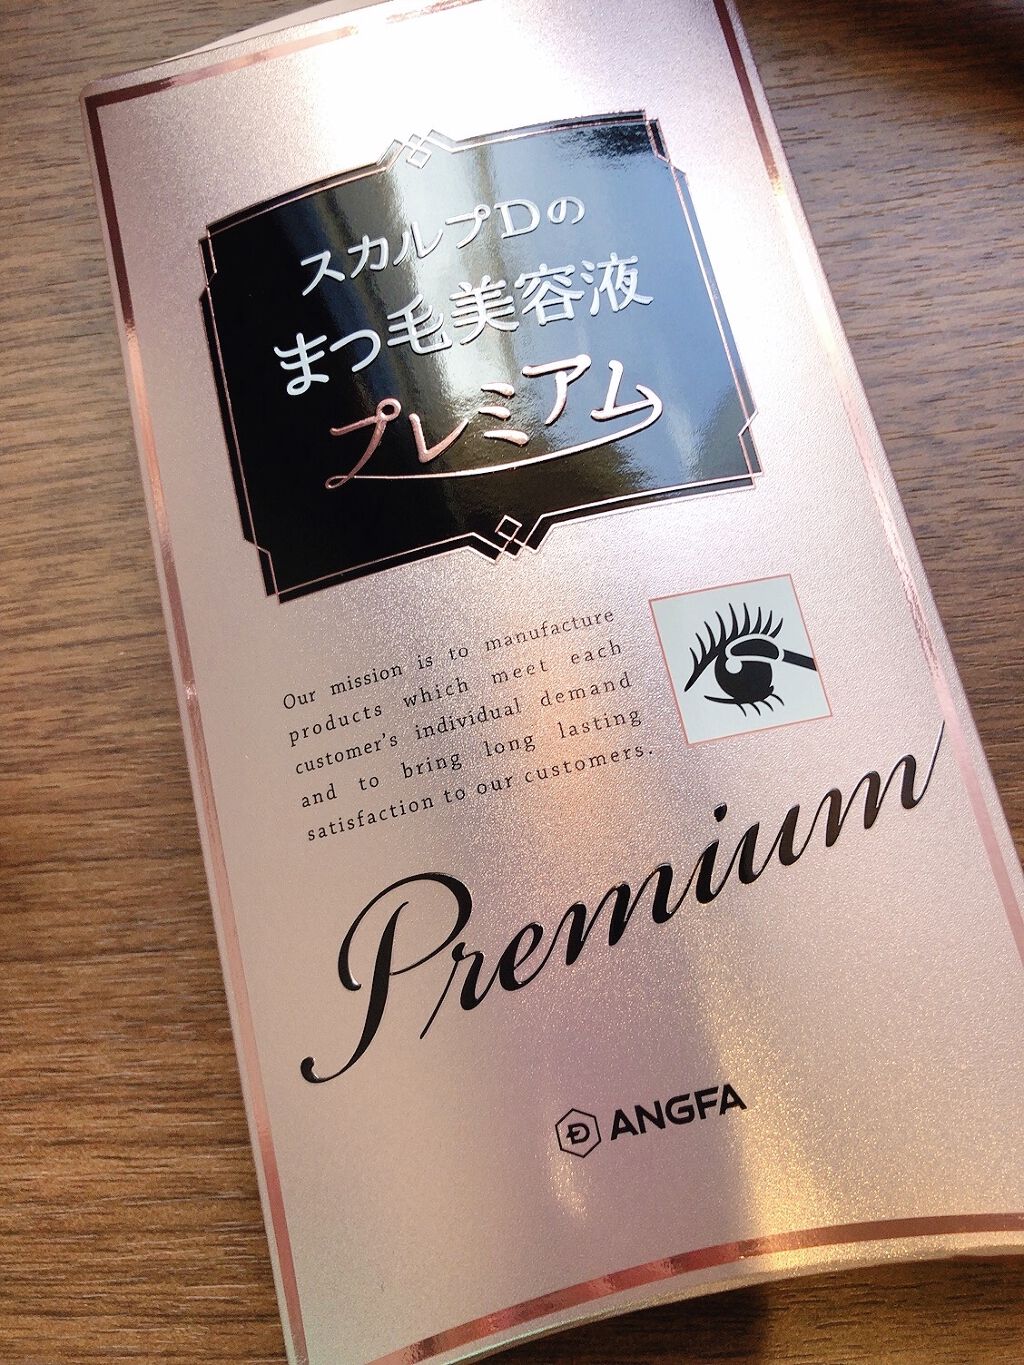 スカルプDの
まつ毛美容液
プレミアム
Our mission is to manufacture
products which meet each
customer's individual demand
and to bring long lasting
satisfaction to our customers.
Premium
ANGFA